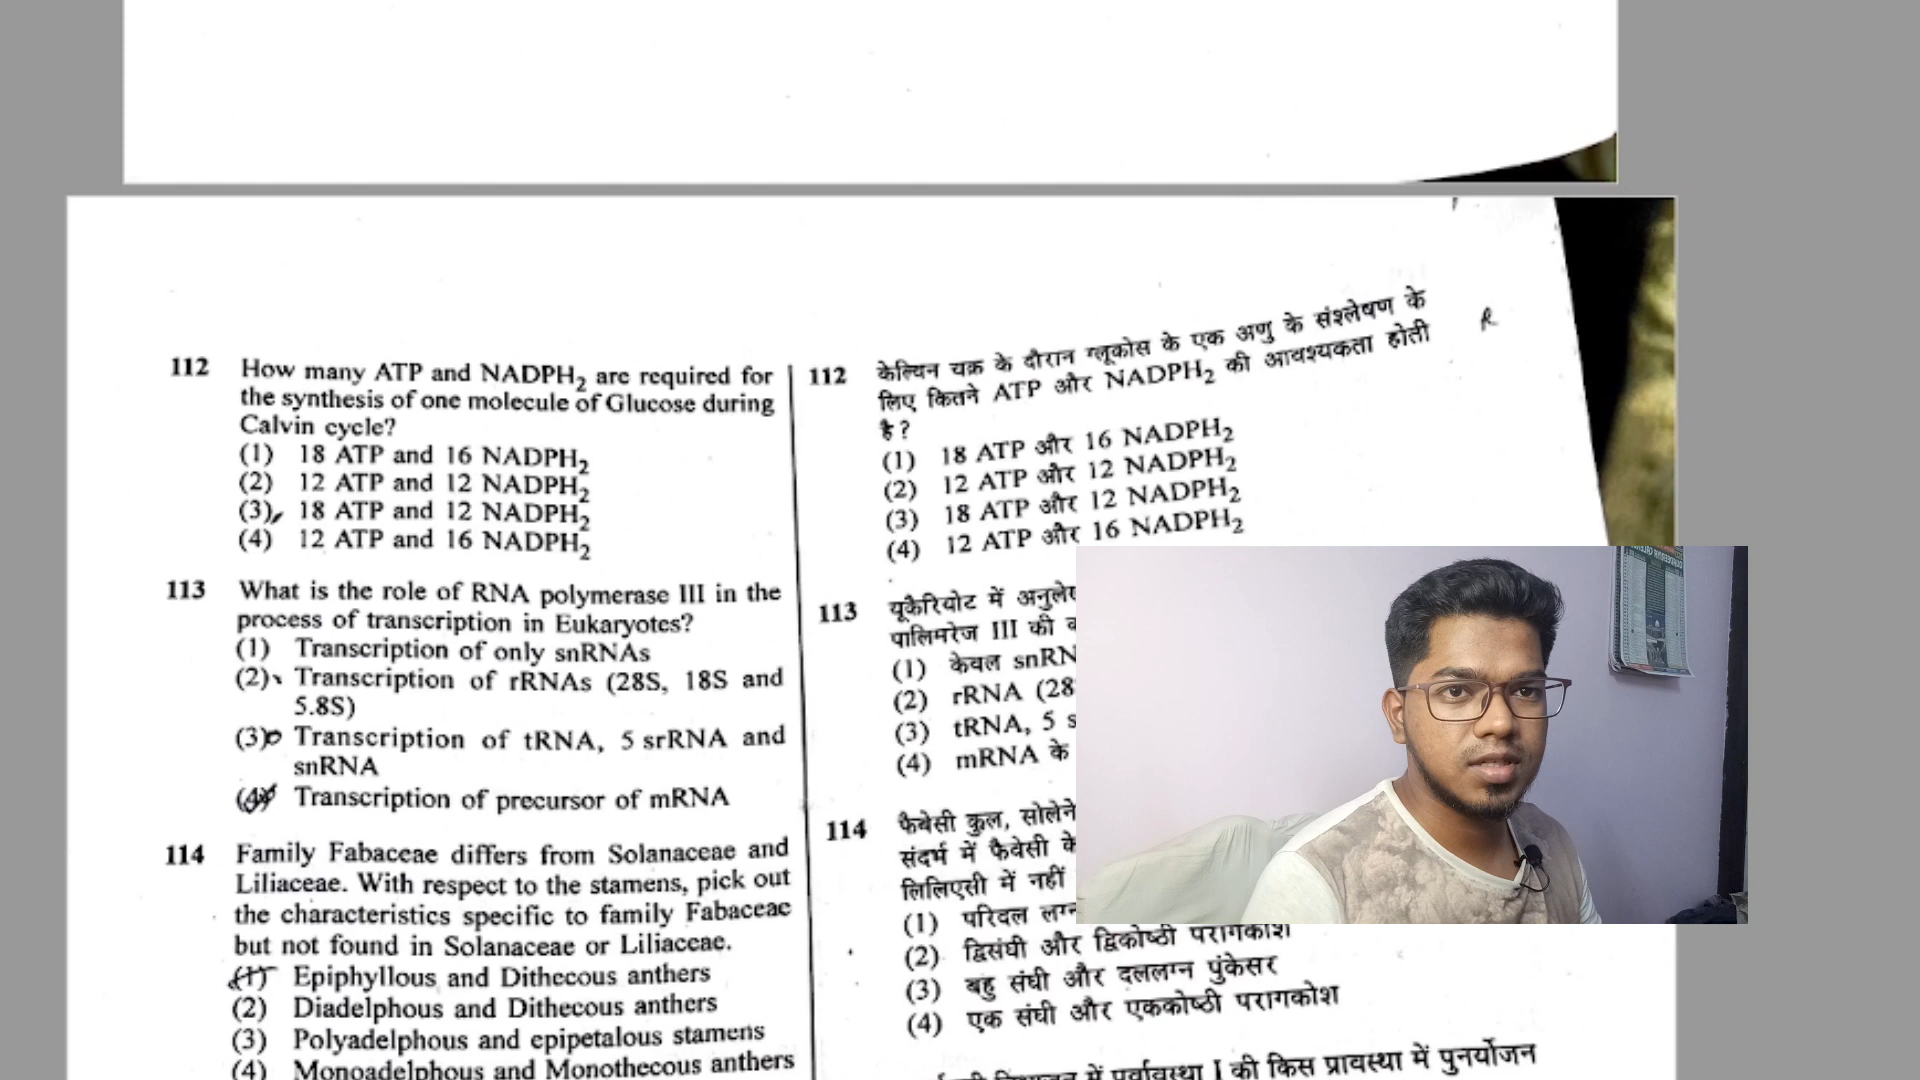 112 How many ATP and NADPH2 are required for
the synthesis of one molecule of Glucose during
Calvin cycle?
(1) 18 ATP and 16 NADPH2
(2) 12 ATP and 12 NADPH2
(3) 18 ATP and 12 NADPH2
(4) 12 ATP and 16 NADPH2
113 What is the role of RNA polymerase III in the
process of transcription in Eukaryotes?
(1) Transcription of only snRNAs
(2) Transcription of rRNAs (28S, 18S and
5.8S)
(3) Transcription of tRNA, 5 srRNA and
snRNA
(4) Transcription of precursor of mRNA
114 Family Fabaceae differs from Solanaceae and
Liliaceae. With respect to the stamens, pick out
the characteristics specific to family Fabaceae
but not found in Solanaceae or Liliaceae.
(1) Epiphyllous and Dithecous anthers
(2) Diadelphous and Dithecous anthers
(3) Polyadelphous and epipetalous stamens
(4) Monoadelphous and Monothecous anthers
112 केल्विन चक्र के दौरान ग्लूकोस के एक अणु के संश्लेषण के
लिए कितने ATP और NADPH2 की आवश्यकता होती
है?
(1) 18 ATP और 16 NADPH2
(2) 12 ATP और 12 NADPH2
(3) 18 ATP और 12 NADPH2
(4) 12 ATP और 16 NADPH2
113 यूकैरियोट में
पालिमरेज III की
(1) केवल snRN
(2) rRNA (28
(3) tRNA, 5 s
(4) mRNA के
114 फैबेसी कुल,
संदर्भ में फैबेसी के
लिलिएसी में नहीं
(1) परिदल
(2) द्विसंघी और द्विकोष्ठी परागकोश
(3) बहु संघी और दललग्न पुंकेसर
(4) एक संघी और एककोष्ठी परागकोश
में पूर्वावस्था I की किस प्रावस्था में पुनर्योजन
R